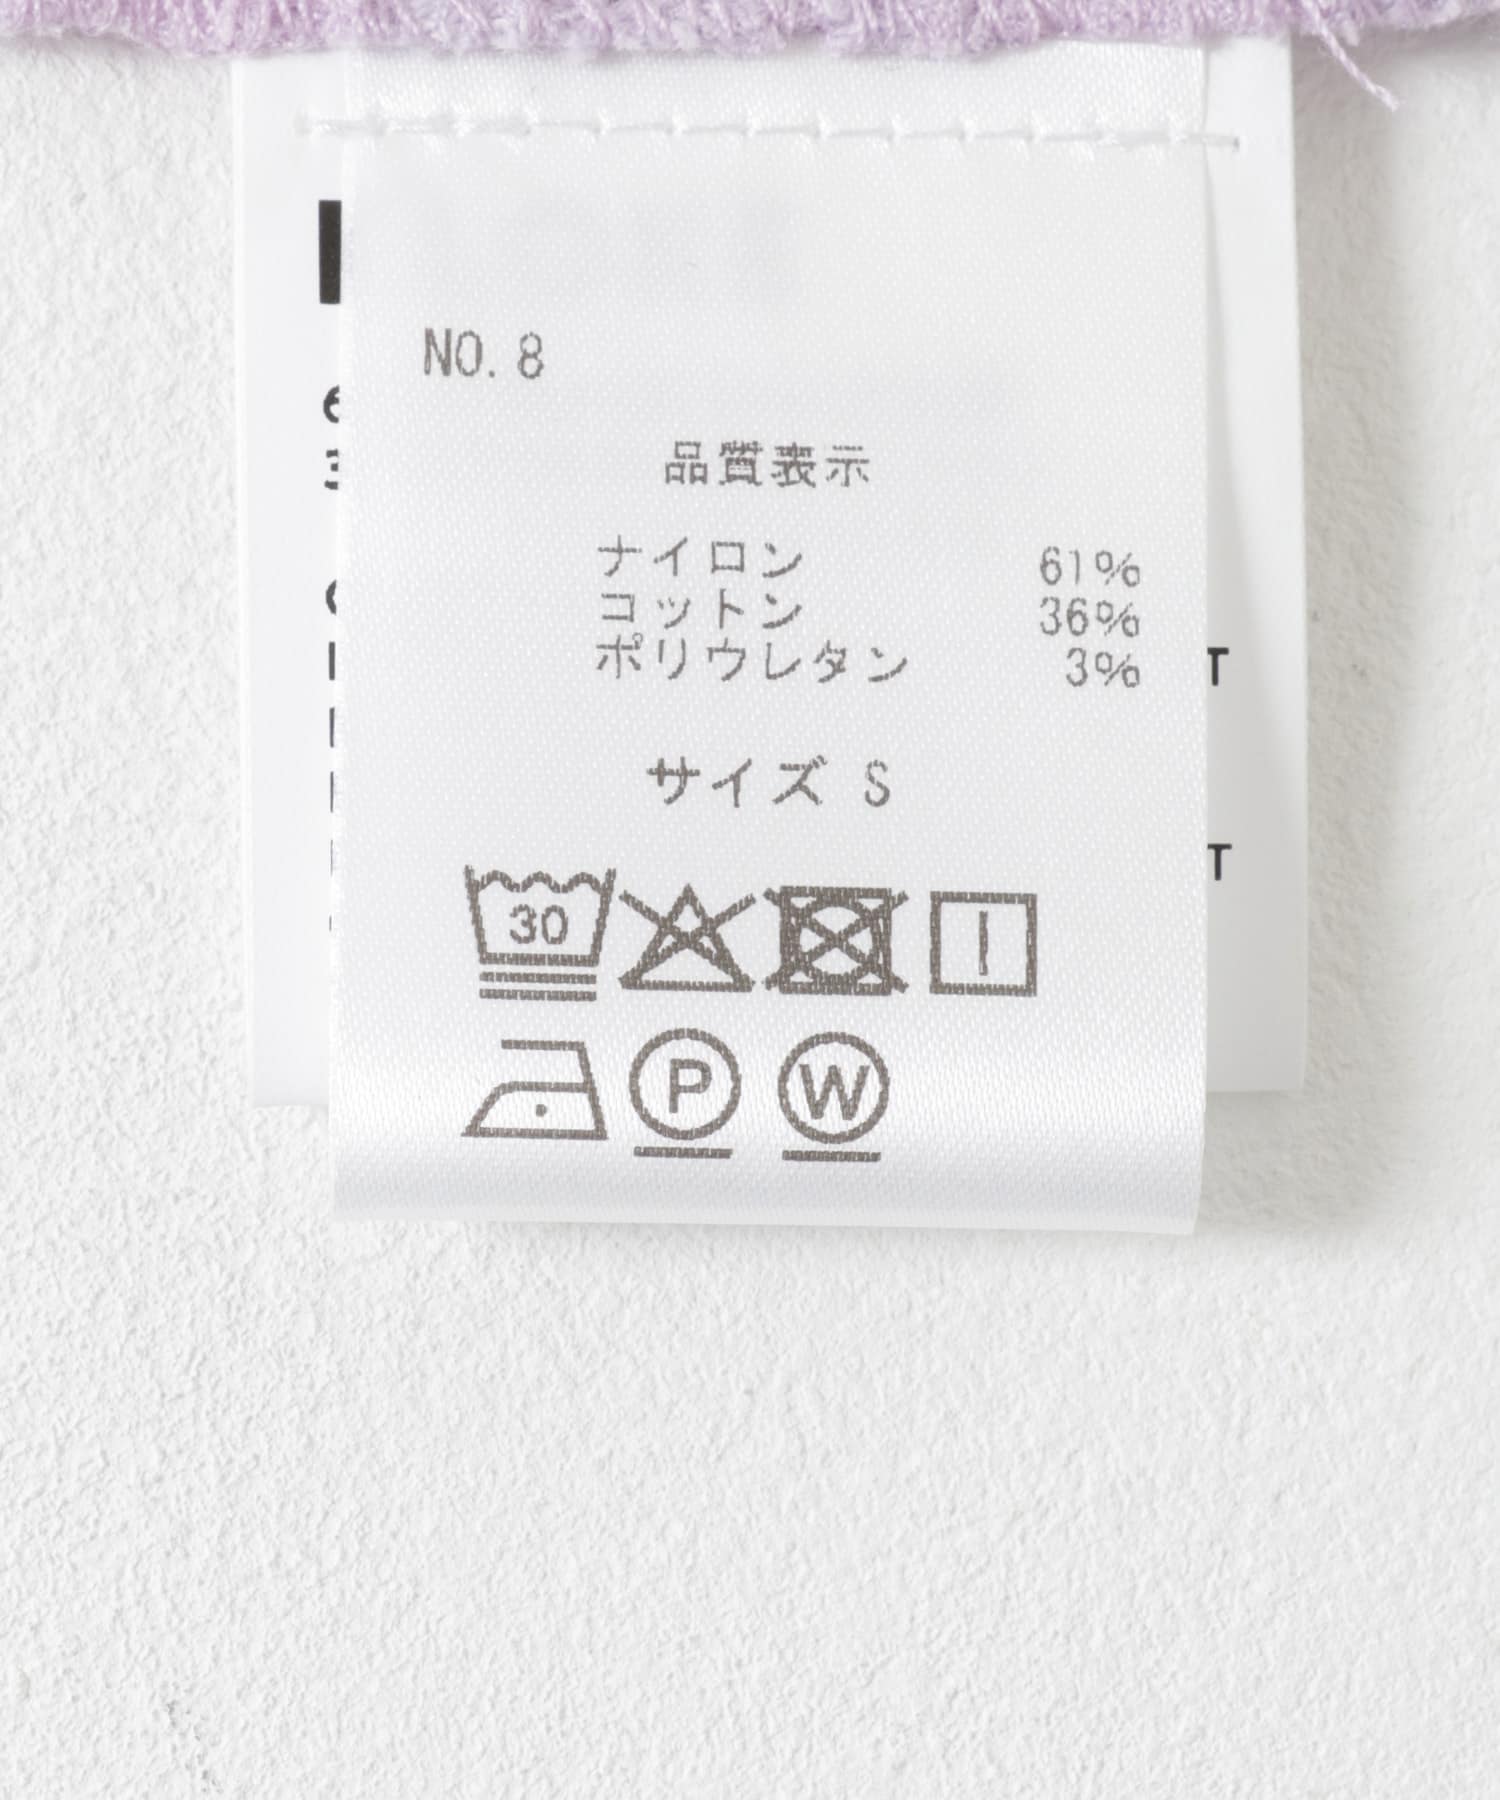 NO. 8
品質表示
ナイロン 61%
コットン 36%
ポリウレタン 3%
サイズ S
30
P W